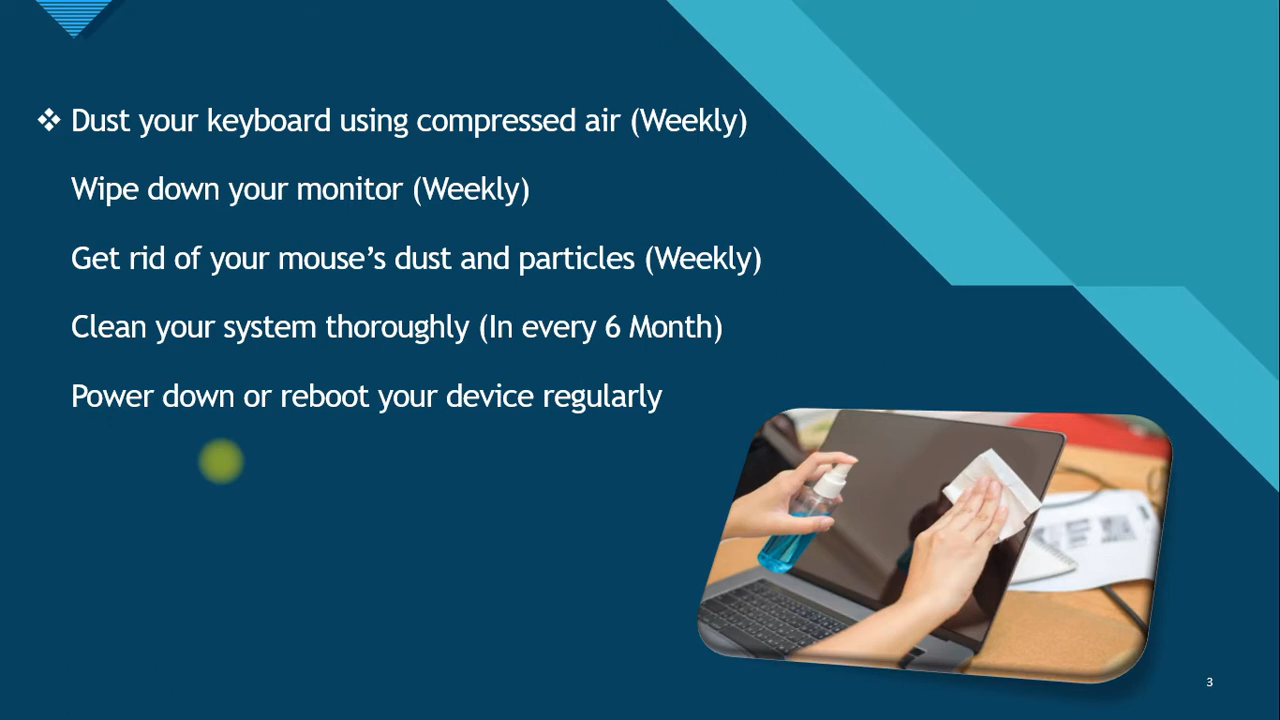 ❖ Dust your keyboard using compressed air (Weekly)
Wipe down your monitor (Weekly)
Get rid of your mouse’s dust and particles (Weekly)
Clean your system thoroughly (In every 6 Month)
Power down or reboot your device regularly
3